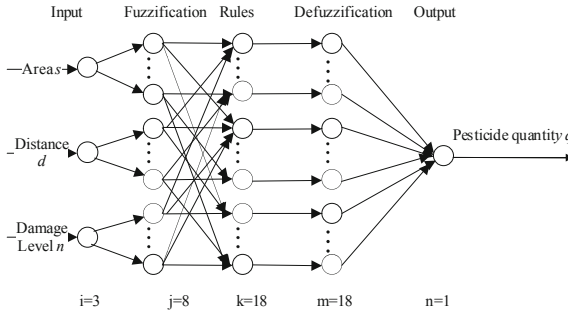 Input Fuzzification Rules Defuzzification Output
Area s
Distance
d
Damage
Level n
Pesticide quantity
i=3 j=8 k=18 m=18 n=1